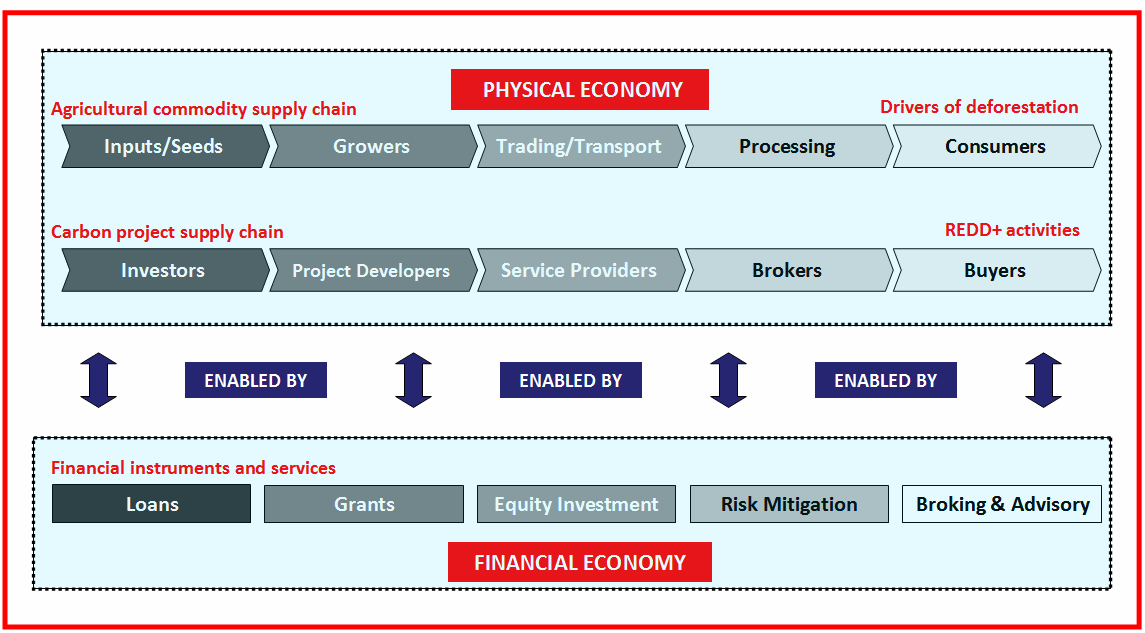 PHYSICAL ECONOMY
Agricultural commodity supply chain
Drivers of deforestation
Inputs/Seeds
Growers
Trading/Transport
Processing
Consumers
Carbon project supply chain
REDD+ activities
Investors
Project Developers
Service Providers
Brokers
Buyers
ENABLED BY
ENABLED BY
ENABLED BY
Financial instruments and services
Loans
Grants
Equity Investment
Risk Mitigation
Broking & Advisory
FINANCIAL ECONOMY